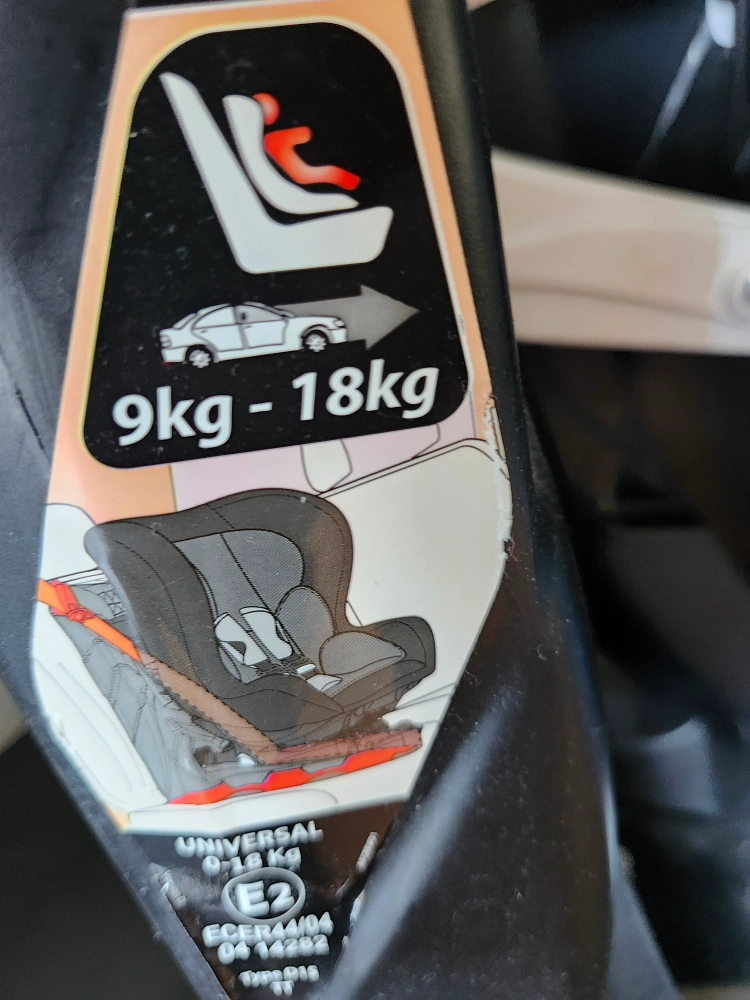 9kg - 18kg
UNIVERSAL
0-18 Kg
E2
ECER44/04
04 14282